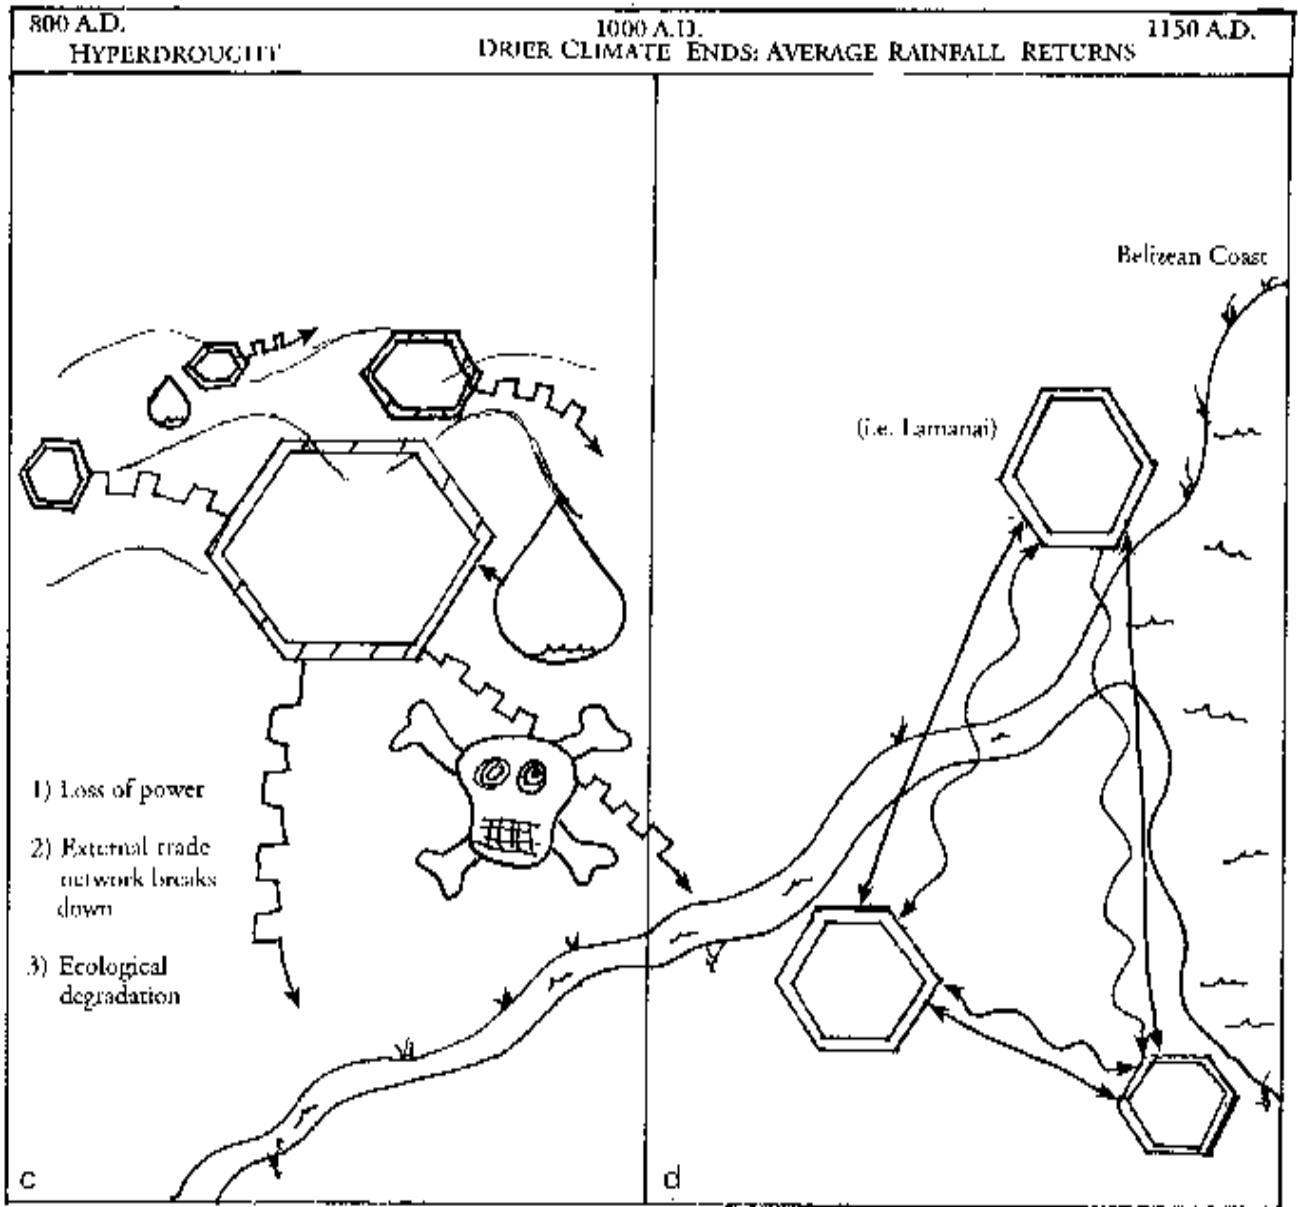 800 A.D.
1000 A.D.
1150 A.D.
HYPERDROUGHT
DRIER CLIMATE ENDS: AVERAGE RAINFALL RETURNS
Belizean Coast
(i.e. Lamanai)
1) Loss of power
2) External trade
network breaks
down
3) Ecological
degradation
c
d